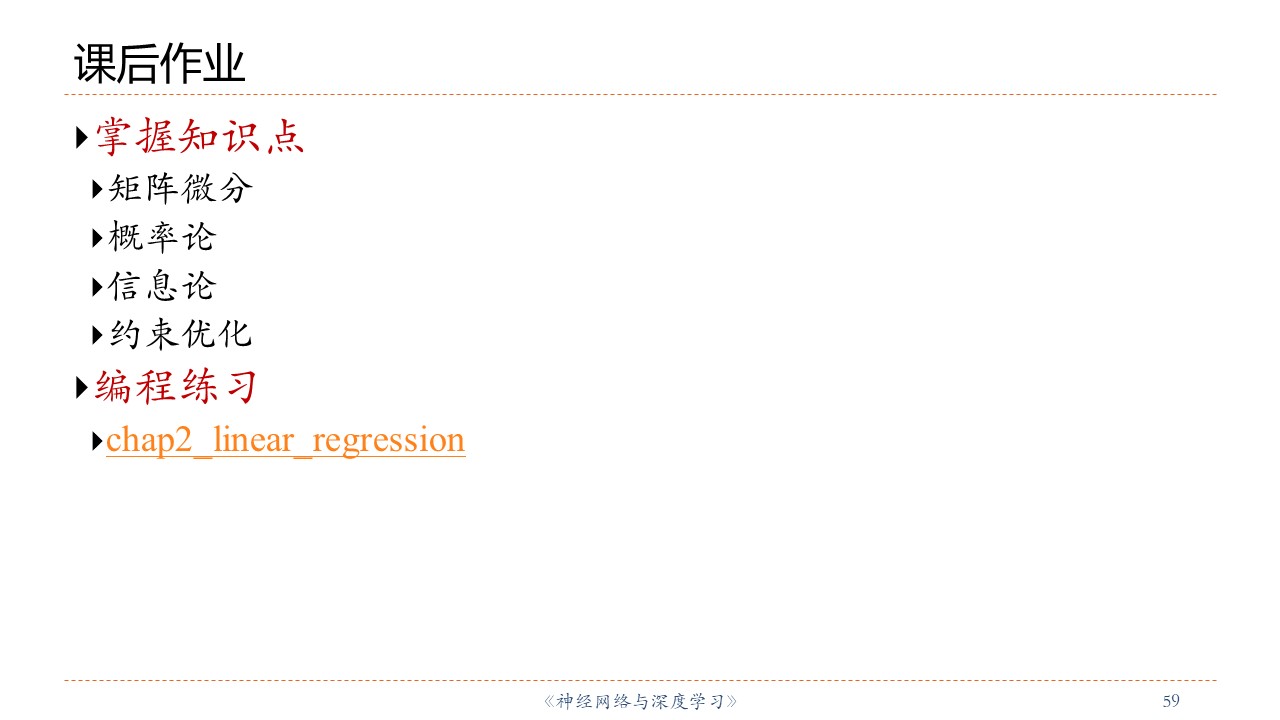 课后作业
掌握知识点
矩阵微分
概率论
信息论
约束优化
编程练习
chap2_linear_regression
《神经网络与深度学习》
59